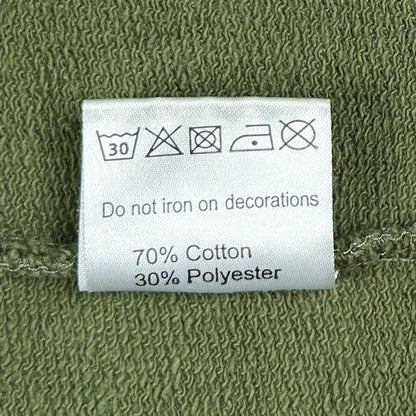 30
Do not iron on decorations
70% Cotton
30% Polyester